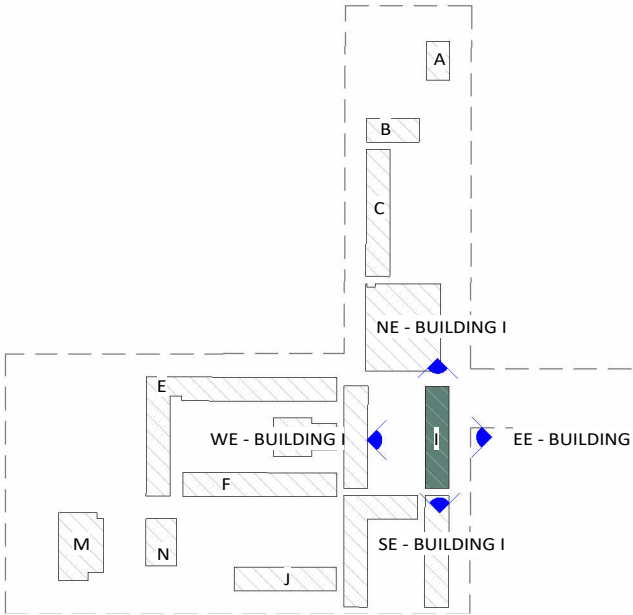 A
B
C
NE - BUILDING I
E
WE - BUILDING I
I
EE - BUILDING
F
M
N
SE - BUILDING I
J